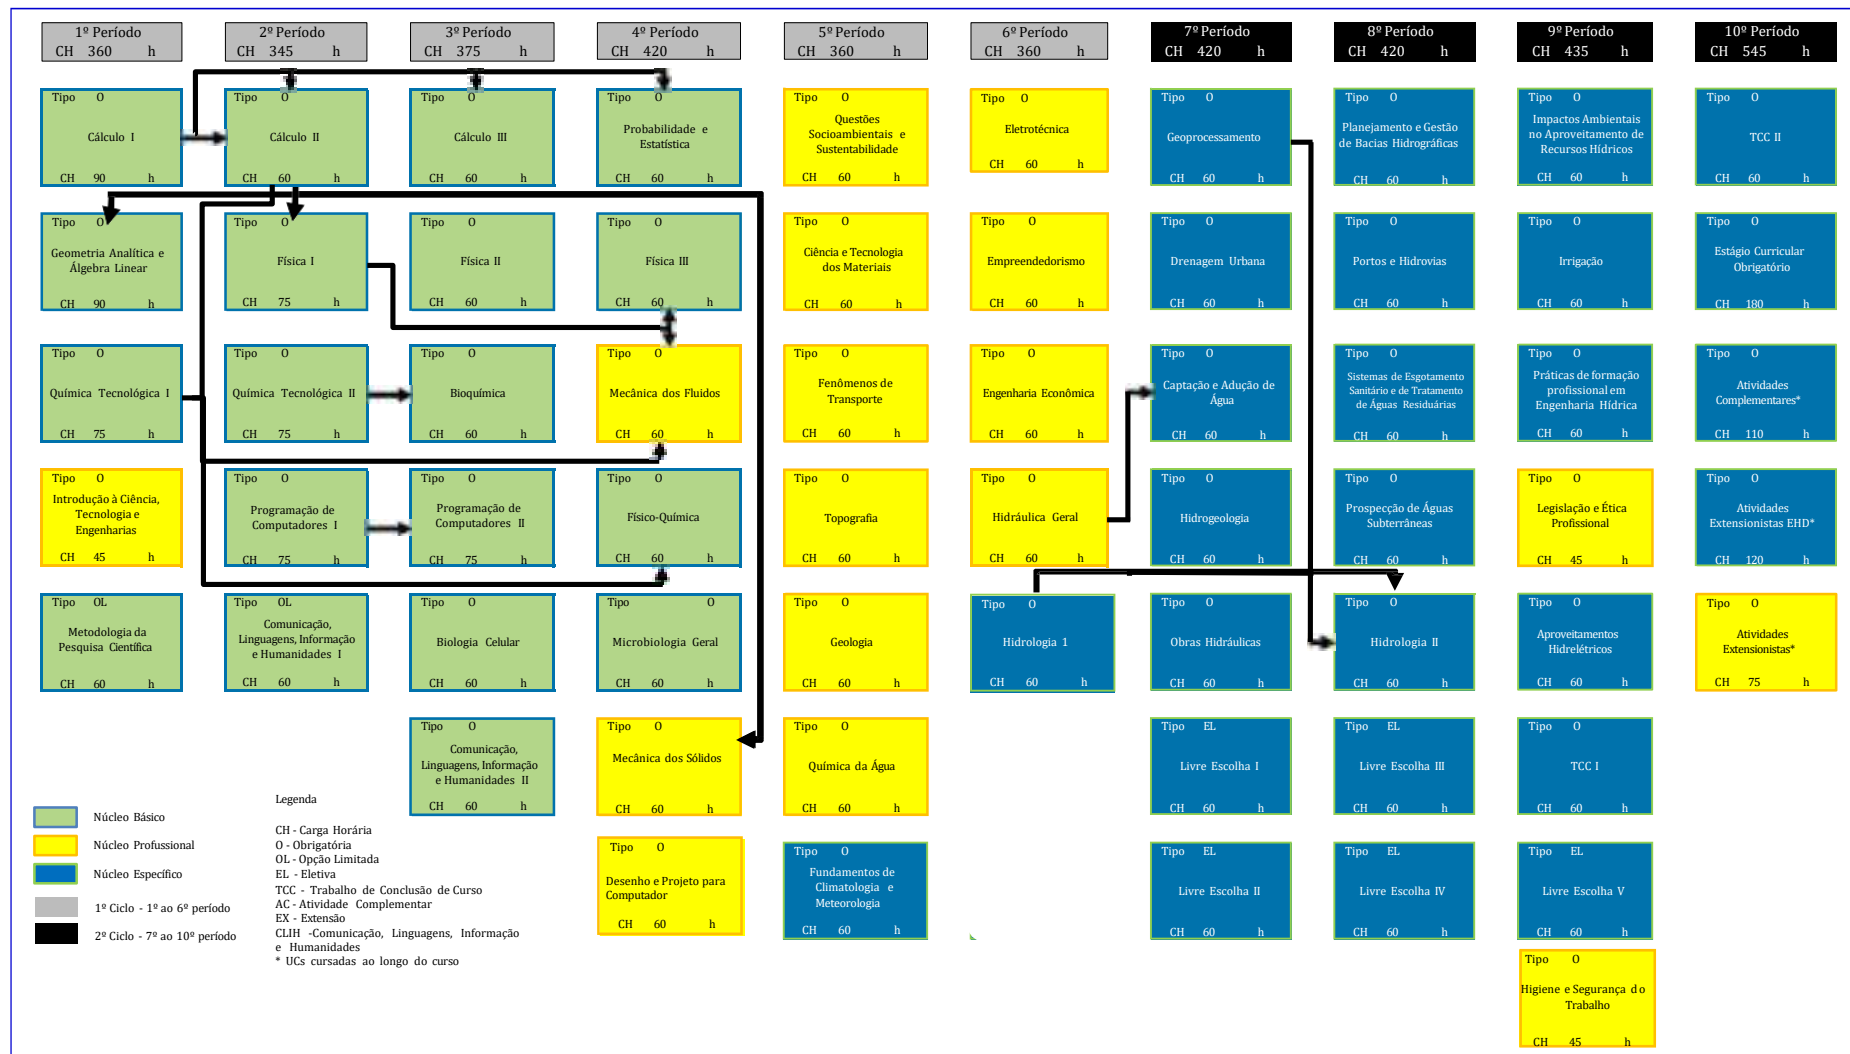 1º Período
CH 360 h
2º Período
CH 345 h
3º Período
CH 375 h
4º Período
CH 420 h
5º Período
CH 360 h
6º Período
CH 360 h
7º Período
CH 420 h
8º Período
CH 420 h
9º Período
CH 435 h
10º Período
CH 545 h
Tipo O
Cálculo I
CH 90 h
Tipo O
Cálculo II
CH 60 h
Tipo O
Cálculo III
CH 60 h
Tipo O
Probabilidade e
Estatística
CH 60 h
Tipo O
Questões
Socioambientais e
Sustentabilidade
CH 60 h
Tipo O
Eletrotécnica
CH 60 h
Tipo O
Geoprocessamento
CH 60 h
Tipo O
Planejamento e Gestão
de Bacias Hidrográficas
CH 60 h
Tipo O
Impactos Ambientais
no Aproveitamento de
Recursos Hídricos
CH 60 h
Tipo O
TCC II
CH 60 h
Tipo O
Geometria Analítica e
Álgebra Linear
CH 90 h
Tipo O
Física I
CH 75 h
Tipo O
Física II
CH 60 h
Tipo O
Física III
CH 60 h
Tipo O
Ciência e Tecnologia
dos Materiais
CH 60 h
Tipo O
Empreendedorismo
CH 60 h
Tipo O
Drenagem Urbana
CH 60 h
Tipo O
Portos e Hidrovias
CH 60 h
Tipo O
Irrigação
CH 60 h
Tipo O
Estágio Curricular
Obrigatório
CH 180 h
Tipo O
Química Tecnológica I
CH 75 h
Tipo O
Química Tecnológica II
CH 75 h
Tipo O
Bioquímica
CH 60 h
Tipo O
Mecânica dos Fluidos
CH 60 h
Tipo O
Fenômenos de
Transporte
CH 60 h
Tipo O
Engenharia Econômica
CH 60 h
Tipo O
Captação e Adução de
Água
CH 60 h
Tipo O
Sistemas de Esgotamento
Sanitário e de Tratamento
de Águas Residuárias
CH 60 h
Tipo O
Práticas de formação
profissional em
Engenharia Hídrica
CH 60 h
Tipo O
Atividades
Complementares*
CH 110 h
Tipo O
Introdução à Ciência,
Tecnologia e
Engenharias
CH 45 h
Tipo O
Programação de
Computadores I
CH 75 h
Tipo O
Programação de
Computadores II
CH 75 h
Tipo O
Físico-Química
CH 60 h
Tipo O
Topografia
CH 60 h
Tipo O
Hidráulica Geral
CH 60 h
Tipo O
Hidrogeologia
CH 60 h
Tipo O
Prospecção de Águas
Subterrâneas
CH 60 h
Tipo O
Legislação e Ética
Profissional
CH 45 h
Tipo O
Atividades
Extensionistas EHD*
CH 120 h
Tipo OL
Metodologia da
Pesquisa Científica
CH 60 h
Tipo OL
Comunicação,
Linguagens, Informação
e Humanidades I
CH 60 h
Tipo O
Biologia Celular
CH 60 h
Tipo O
Microbiologia Geral
CH 60 h
Tipo O
Geologia
CH 60 h
Tipo O
Hidrologia 1
CH 60 h
Tipo O
Obras Hidráulicas
CH 60 h
Tipo O
Hidrologia II
CH 60 h
Tipo O
Aproveitamentos
Hidrelétricos
CH 60 h
Tipo O
Atividades
Extensionistas*
CH 75 h
Tipo O
Comunicação,
Linguagens, Informação
e Humanidades II
CH 60 h
Tipo O
Mecânica dos Sólidos
CH 60 h
Tipo O
Química da Água
CH 60 h
Tipo EL
Livre Escolha I
CH 60 h
Tipo EL
Livre Escolha III
CH 60 h
Tipo O
TCC I
CH 60 h
Tipo O
Desenho e Projeto para
Computador
CH 60 h
Tipo O
Fundamentos de
Climatologia e
Meteorologia
CH 60 h
Tipo EL
Livre Escolha II
CH 60 h
Tipo EL
Livre Escolha IV
CH 60 h
Tipo EL
Livre Escolha V
CH 60 h
Tipo O
Higiene e Segurança do
Trabalho
CH 45 h
Núcleo Básico
Núcleo Profussional
Núcleo Específico
1º Ciclo - 1º ao 6º período
2º Ciclo - 7º ao 10º período
Legenda
CH - Carga Horária
O - Obrigatória
OL - Opção Limitada
EL - Eletiva
TCC - Trabalho de Conclusão de Curso
AC - Atividade Complementar
EX - Extensão
CLIH -Comunicação, Linguagens, Informação
e Humanidades
* UCs cursadas ao longo do curso